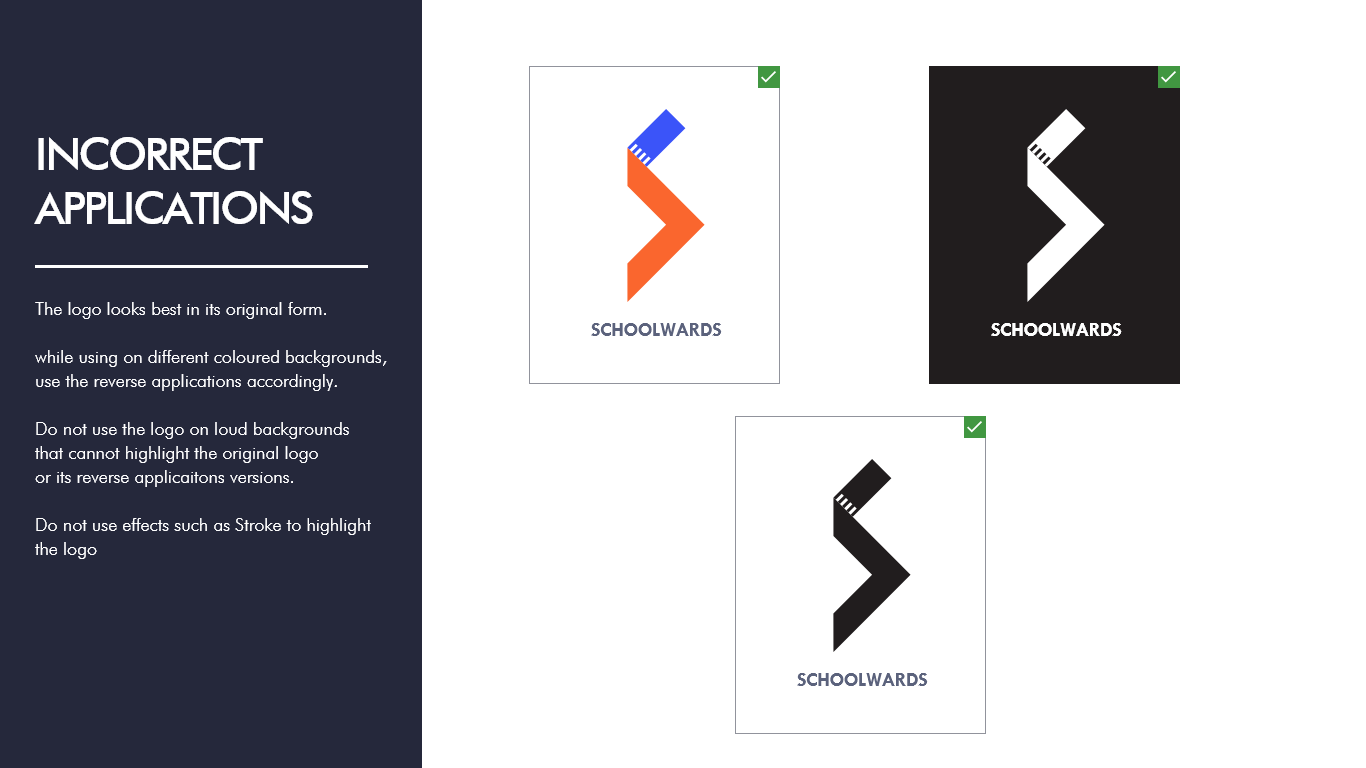 INCORRECT
APPLICATIONS
The logo looks best in its original form.
while using on different coloured backgrounds,
use the reverse applications accordingly.
Do not use the logo on loud backgrounds
that cannot highlight the original logo
or its reverse applicaitons versions.
Do not use effects such as Stroke to highlight
the logo
SCHOOLWARDS
SCHOOLWARDS
SCHOOLWARDS